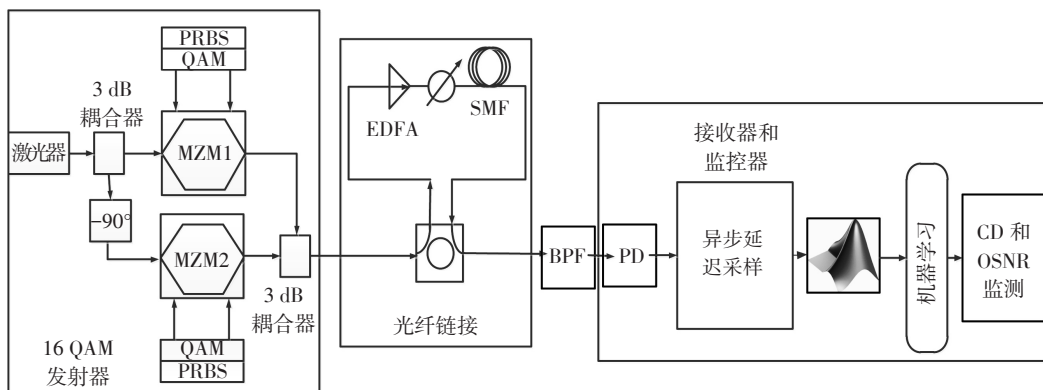 PRBS
QAM
3 dB
耦合器
激光器
MZM1
-90°
MZM2
3 dB
耦合器
QAM
PRBS
16 QAM
发射器
EDFA
SMF
光纤链接
BPF
接收器和
监控器
PD
异步延
迟采样
机器学习
CD 和
OSNR
监测